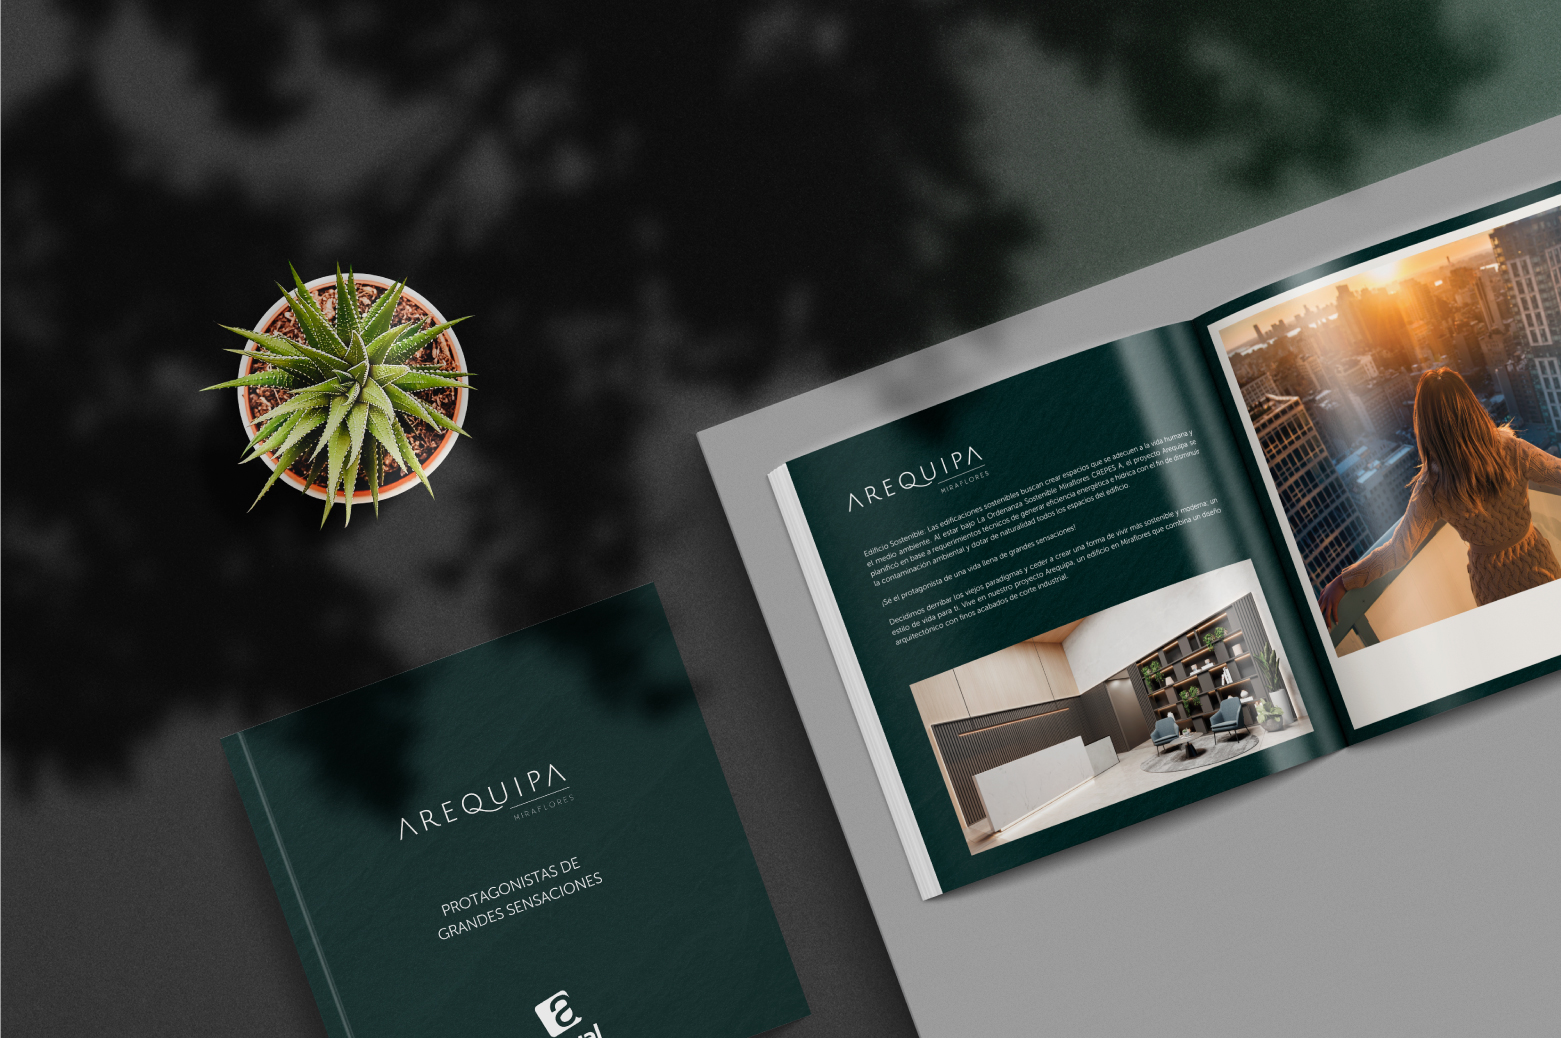 AREQUIPA
MIRAFLORES
Edificio Sostenible. Las edificaciones sostenibles buscan crear espacios que se adecuen a la vida humana y
el medio ambiente. Al estar bajo La Ordenanza Sostenible Miraflores CREPES A, el proyecto Arequipa se
planificó en base a requerimientos técnicos de generar eficiencia energética e hídrica con el fin de disminuir
la contaminación ambiental y dotar de naturalidad todos los espacios del edificio.
¡Sé el protagonista de una vida llena de grandes sensaciones!
Decidimos derribar los viejos paradigmas y ceder a crear una forma de vivir más sostenible y moderna; un
estilo de vida para ti. Vive en nuestro proyecto Arequipa, un edificio en Miraflores que combina un diseño
arquitectónico con finos acabados de corte industrial.
AREQUIPA
MIRAFLORES
PROTAGONISTAS DE
GRANDES SENSACIONES
a